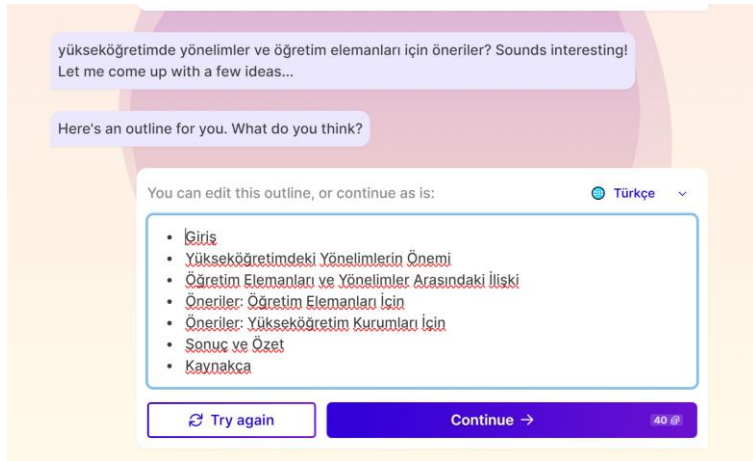 yükseköğretimde yönelimler ve öğretim elemanları için öneriler? Sounds interesting!
Let me come up with a few ideas...
Here's an outline for you. What do you think?
You can edit this outline, or continue as is:
Türkçe
• Giriş
• Yükseköğretimdeki Yönelimlerin Önemi
• Öğretim Elemanları ve Yönelimler Arasındaki İlişki
• Öneriler: Öğretim Elemanları İçin
• Öneriler: Yükseköğretim Kurumları İçin
• Sonuç ve Özet
• Kaynakça
Try again
Continue →
40